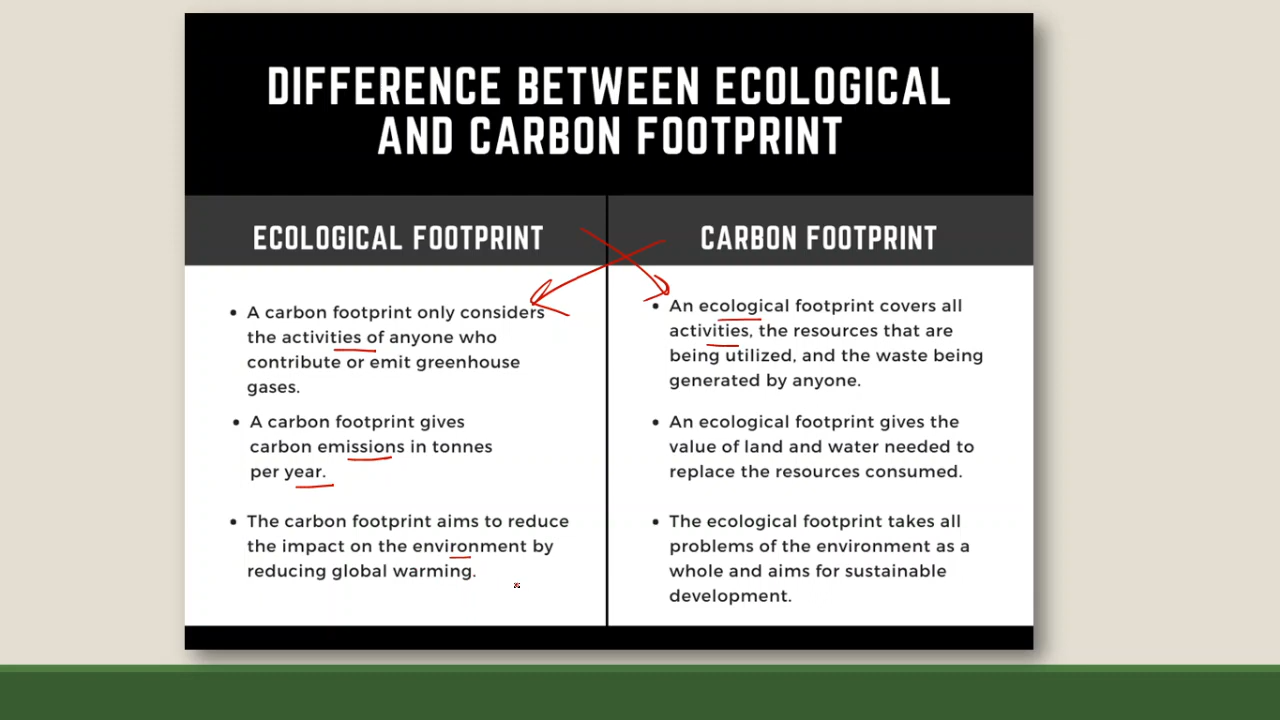 DIFFERENCE BETWEEN ECOLOGICAL
AND CARBON FOOTPRINT
ECOLOGICAL FOOTPRINT
CARBON FOOTPRINT
• A carbon footprint only considers
the activities of anyone who
contribute or emit greenhouse
gases.
• A carbon footprint gives
carbon emissions in tonnes
per year.
• The carbon footprint aims to reduce
the impact on the environment by
reducing global warming.
• An ecological footprint covers all
activities, the resources that are
being utilized, and the waste being
generated by anyone.
• An ecological footprint gives the
value of land and water needed to
replace the resources consumed.
• The ecological footprint takes all
problems of the environment as a
whole and aims for sustainable
development.